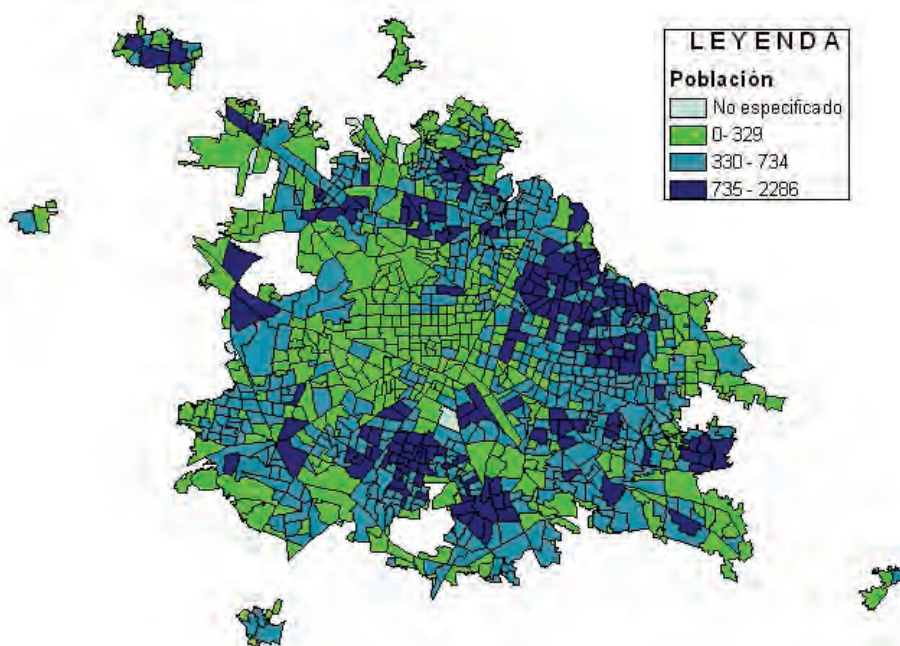 LEYENDA
Población
No especificado
0-329
330 - 734
735 - 2286